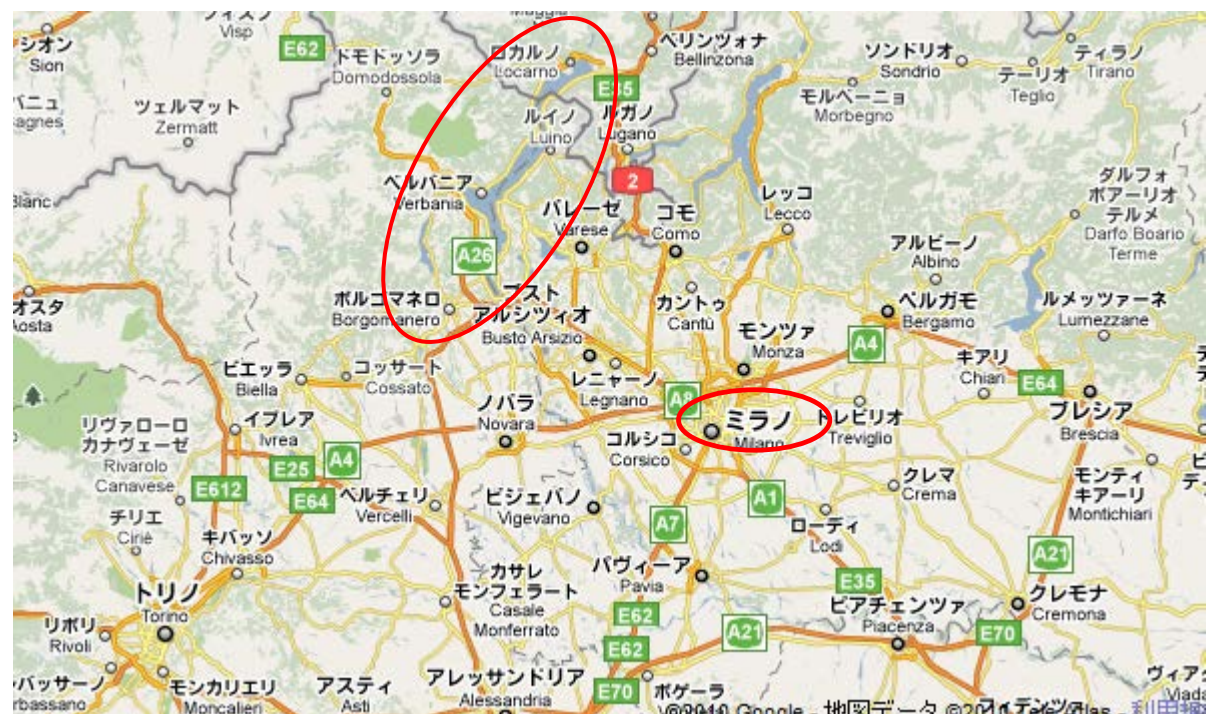 Visp
シオン
Sion
E62
ドモドッソラ
Domodossola
ロカルノ
Locarno
ベリンツォナ
Bellinzona
ソンドリオ
Sondrio
ティラノ
Tirano
テーリオ
Teglio
ツェルマット
Zermatt
モルベーニョ
Morbegno
ルイノ
Luino
ルガノ
Lugano
2
ベルバニア
Verbania
バレーゼ
Varese
コモ
Como
レッコ
Lecco
ダルフォ
ボアーリオ
テルメ
Darfo Boario
Terme
A26
アルビーノ
Albino
ボルゴマネロ
Borgomanero
ブスト
アルシツィオ
Busto Arsizio
カントゥ
Cantù
ベルガモ
Bergamo
ルメッツァーネ
Lumezzane
モンツァ
Monza
A4
ビエッラ
Biella
コッサート
Cossato
レニャーノ
Legnano
キアリ
Chiari
E64
A8
ミラノ
Milano
トレビリオ
Treviglio
ブレシア
Brescia
リヴァローロ
カナヴェーゼ
Rivarolo
Canavese
イブレア
Ivrea
ノバラ
Novara
コルシコ
Corsico
E25
A4
E612
E64
ベルチェリ
Vercelli
ビジェバノ
Vigevano
クレマ
Crema
モンティ
キアーリ
Montichiari
A1
A7
ローディ
Lodi
チリエ
Ciriè
キバッソ
Chivasso
A21
トリノ
Torino
カサレ
モンフェラート
Casale
Monferrato
パヴィーア
Pavia
E35
クレモナ
Cremona
ピアチェンツァ
Piacenza
E62
A21
E70
リボリ
Rivoli
E62
モンカリエリ
Moncalieri
アスティ
Asti
アレッサンドリア
Alessandria
E70
ボゲーラ
©2010 Google - 地図データ ©2010 Tele Atlas